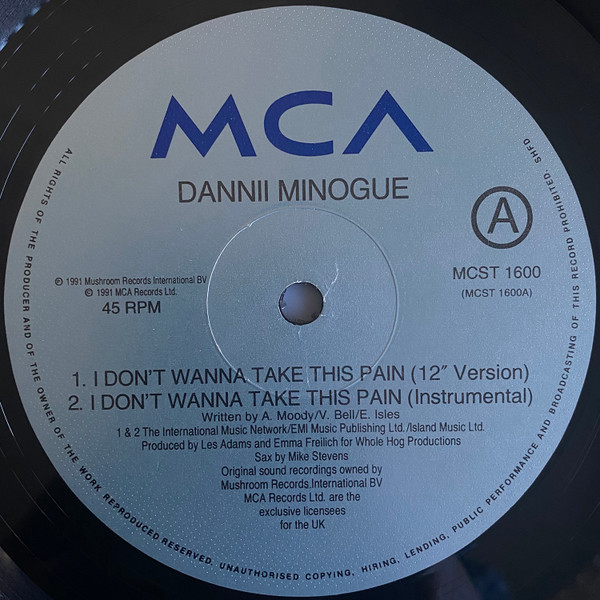 MCA
DANNII MINOGUE
A
MCST 1600
(MCST 1600A)
℗ 1991 Mushroom Records International BV
© 1991 MCA Records Ltd.
45 RPM
1. I DON'T WANNA TAKE THIS PAIN (12" Version)
2. I DON'T WANNA TAKE THIS PAIN (Instrumental)
Written by A. Moody/V. Bell/E. Isles
1 & 2 The International Music Network/EMI Music Publishing Ltd./Island Music Ltd.
Produced by Les Adams and Emma Freilich for Whole Hog Productions
Sax by Mike Stevens
Original sound recordings owned by
Mushroom Records International BV
MCA Records Ltd. are the
exclusive licensees
for the UK
ALL RIGHTS OF THE PRODUCER AND OF THE OWNER OF THE WORK REPRODUCED RESERVED. UNAUTHORISED COPYING, HIRING, LENDING, PUBLIC PERFORMANCE AND BROADCASTING OF THIS RECORD PROHIBITED. SHFD